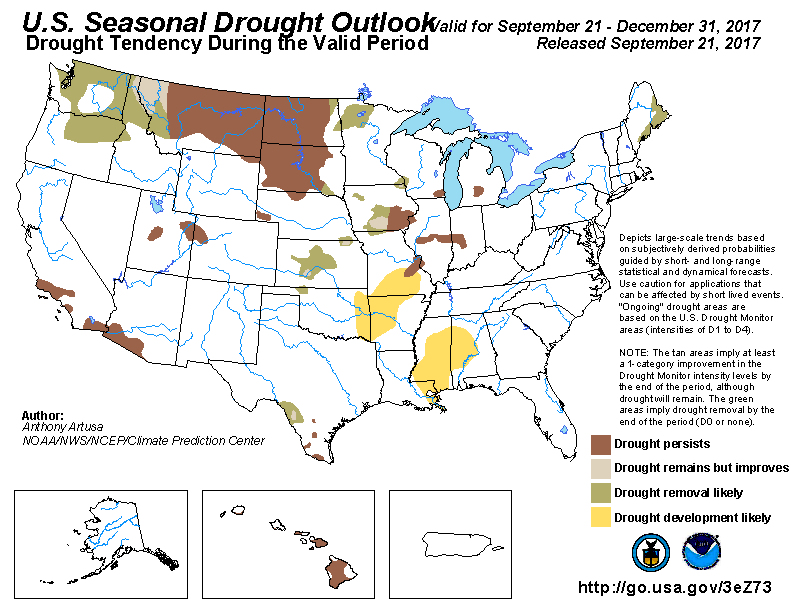 U.S. Seasonal Drought Outlook
Drought Tendency During the Valid Period
Valid for September 21 - December 31, 2017
Released September 21, 2017
Depicts large-scale trends based
on subjectively derived probabilities
guided by short- and long-range
statistical and dynamical forecasts.
Use caution for applications that
can be affected by short lived events.
"Ongoing" drought areas are
based on the U.S. Drought Monitor
areas (intensities of D1 to D4).
NOTE: The tan areas imply at least
a 1-category improvement in the
Drought Monitor intensity levels by
the end of the period, although
drought will remain. The green
areas imply drought removal by the
end of the period (D0 or none).
Author:
Anthony Artusa
NOAA/NWS/NCEP/Climate Prediction Center
Drought persists
Drought remains but improves
Drought removal likely
Drought development likely
http://go.usa.gov/3eZ73